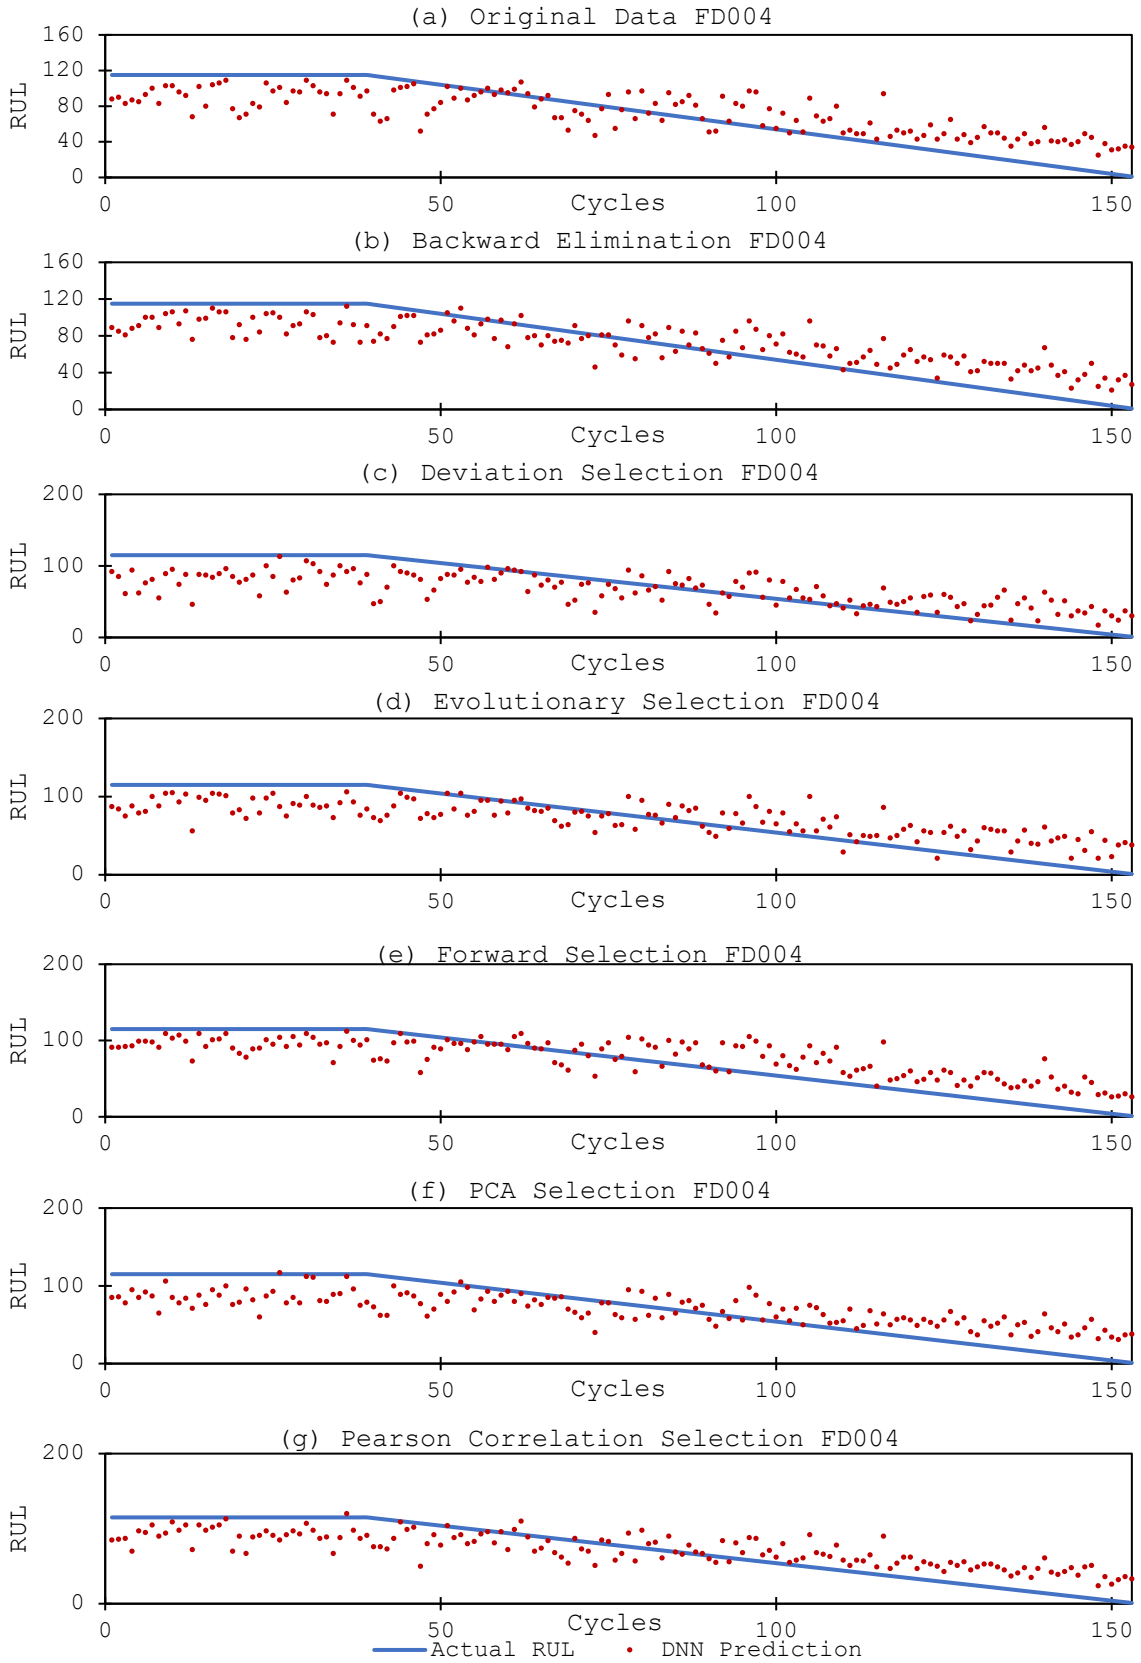 (a) Original Data FD004
160
120
80
40
0
RUL
0 50 100 150
Cycles
(b) Backward Elimination FD004
160
120
80
40
0
RUL
0 50 100 150
Cycles
(c) Deviation Selection FD004
200
100
0
RUL
0 50 100 150
Cycles
(d) Evolutionary Selection FD004
200
100
0
RUL
0 50 100 150
Cycles
(e) Forward Selection FD004
200
100
0
RUL
0 50 100 150
Cycles
(f) PCA Selection FD004
200
100
0
RUL
0 50 100 150
Cycles
(g) Pearson Correlation Selection FD004
200
100
0
RUL
0 50 100 150
Cycles
Actual RUL DNN Prediction